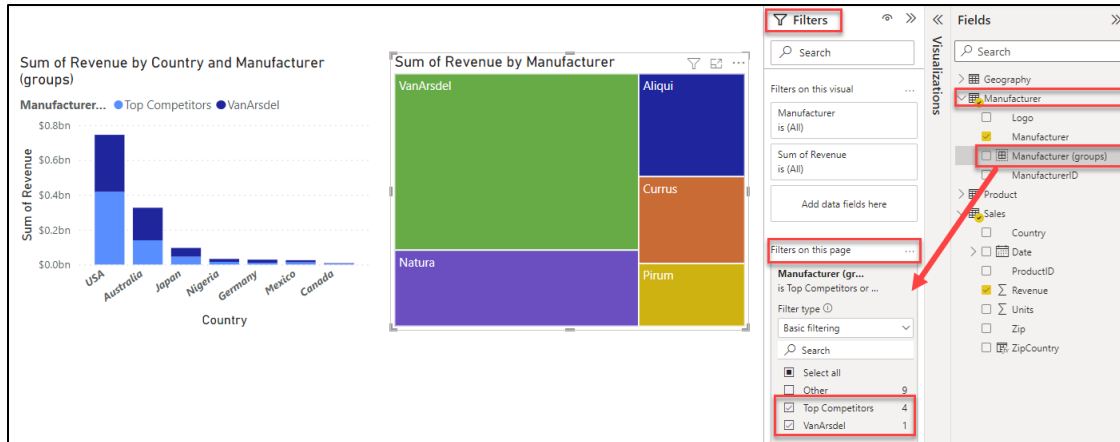 Sum of Revenue by Country and Manufacturer
(groups)
Manufacturer... Top Competitors VanArsdel
$0.8bn
$0.6bn
$0.4bn
$0.2bn
$0.0bn
Sum of Revenue
USA
Australia
Japan
Nigeria
Germany
Mexico
Canada
Country
Sum of Revenue by Manufacturer
VanArsdel
Natura
Aliqui
Currus
Pirum
Filters
Search
Filters on this visual ...
Manufacturer
is (All)
Sum of Revenue
is (All)
Add data fields here
Filters on this page ...
Manufacturer (gr...
is Top Competitors or ...
Filter type
Basic filtering
Search
Select all
Other 9
Top Competitors 4
VanArsdel 1
Visualizations
Fields
Search
Geography
Manufacturer
Logo
Manufacturer
Manufacturer (groups)
ManufacturerID
Product
Sales
Country
Date
ProductID
Revenue
Units
Zip
ZipCountry